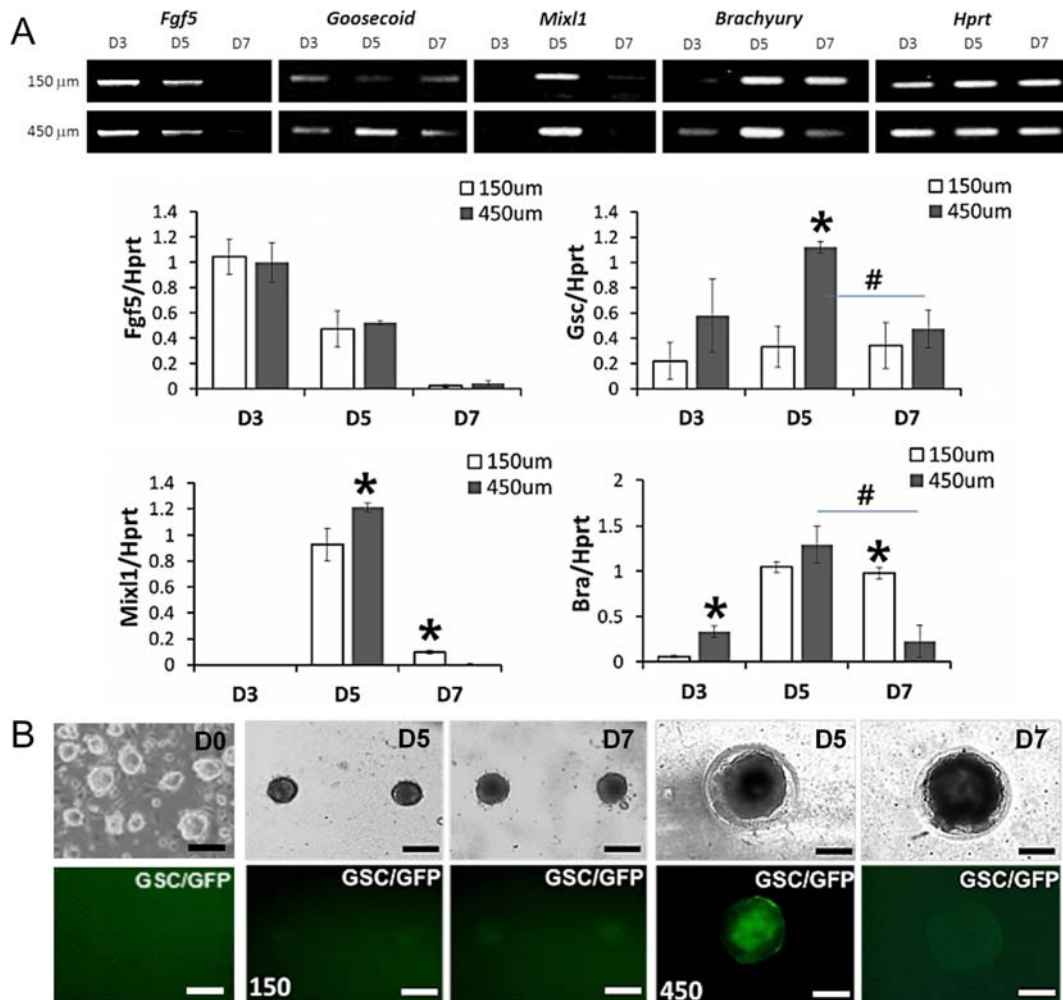 A
Fgf5 Goosecoid Mixl1 Brachyury Hprt
D3 D5 D7 D3 D5 D7 D3 D5 D7 D3 D5 D7 D3 D5 D7
150 μm
450 μm
150um
450um
Fgf5/Hprt
1.4
1.2
1
0.8
0.6
0.4
0.2
0
D3 D5 D7
150um
450um
Gsc/Hprt
1.4
1.2
1
0.8
0.6
0.4
0.2
0
*
#
D3 D5 D7
150um
450um
Mixl1/Hprt
1.4
1.2
1
0.8
0.6
0.4
0.2
0
*
*
D3 D5 D7
150um
450um
Bra/Hprt
2
1.5
1
0.5
0
*
#
*
D3 D5 D7
B
D0 D5 D7 D5 D7
GSC/GFP GSC/GFP GSC/GFP GSC/GFP GSC/GFP
150 450